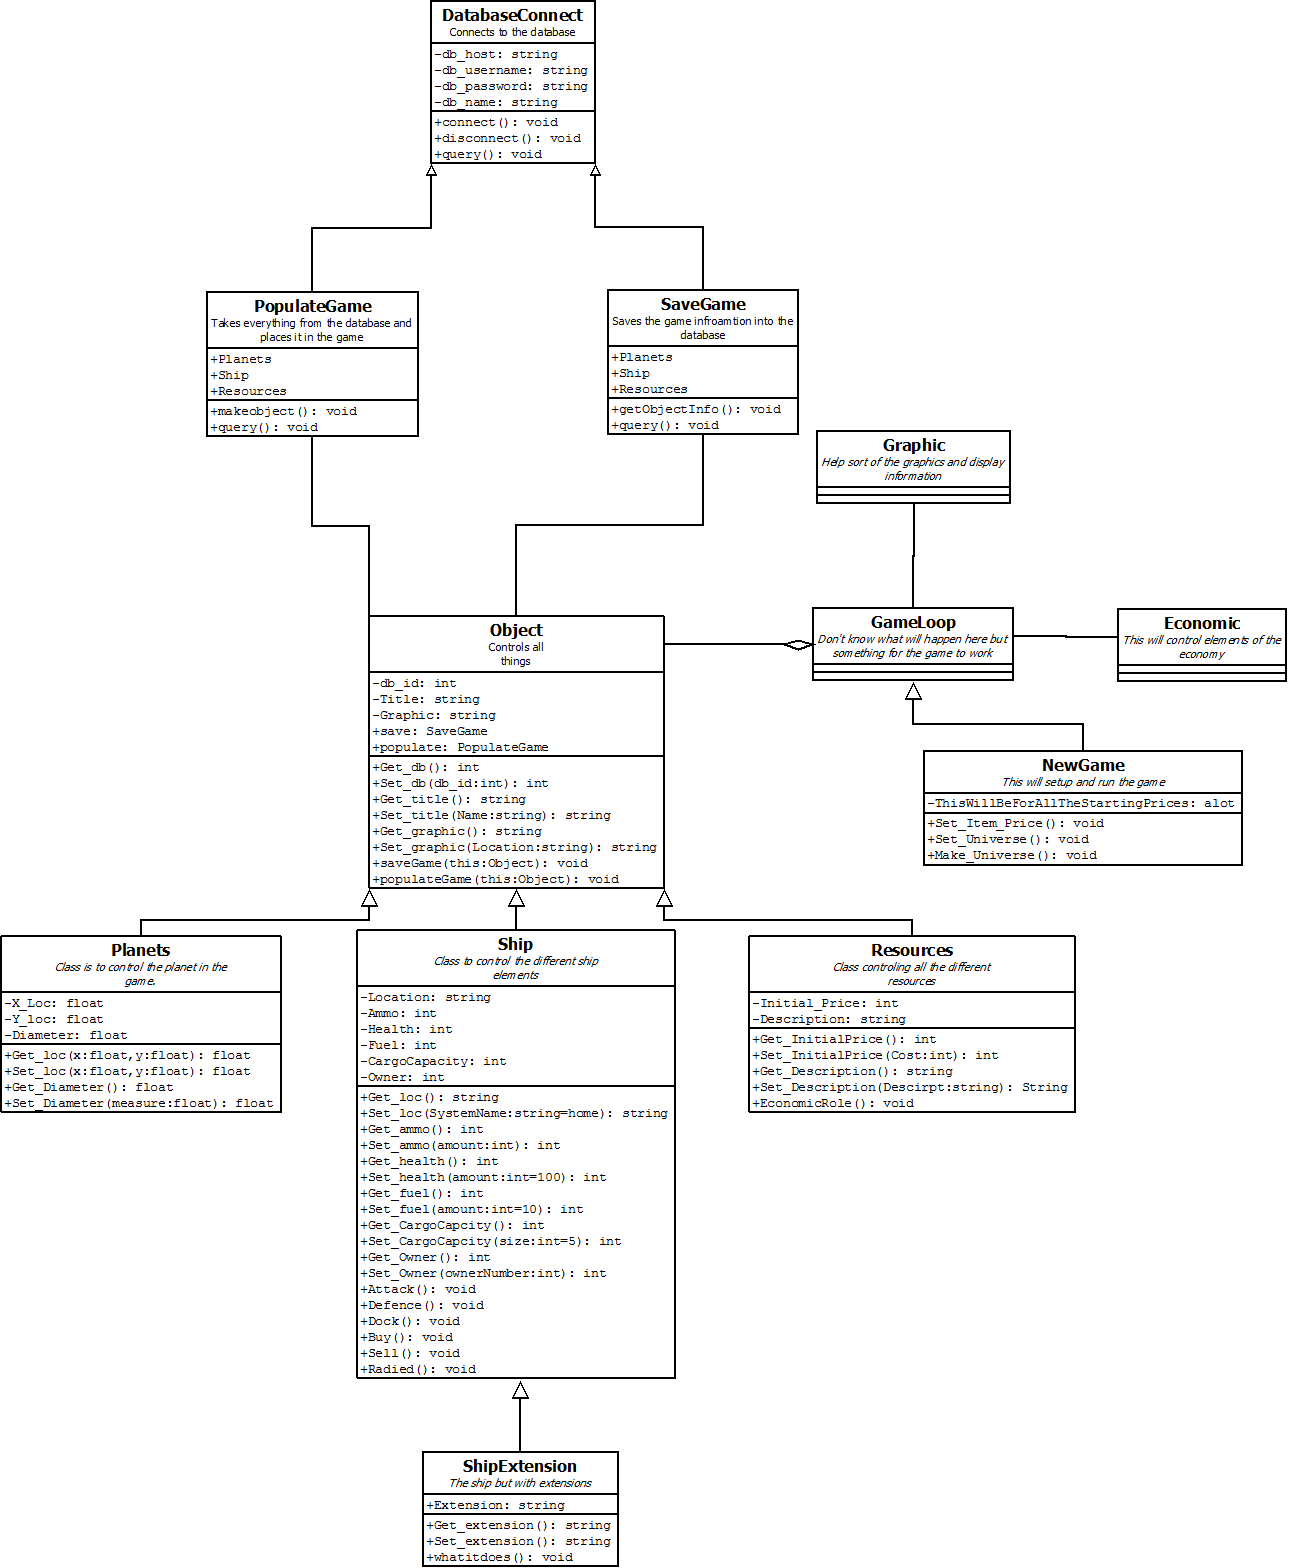 DatabaseConnect
Connects to the database
-db_host: string
-db_username: string
-db_password: string
-db_name: string
+connect(): void
+disconnect(): void
+query(): void
PopulateGame
Takes everything from the database and
places it in the game
+Planets
+Ship
+Resources
+makeobject(): void
+query(): void
SaveGame
Saves the game infroamtion into the
database
+Planets
+Ship
+Resources
+getObjectInfo(): void
+query(): void
Graphic
Help sort of the graphics and display
information
Object
Controls all
things
-db_id: int
-Title: string
-Graphic: string
+save: SaveGame
+populate: PopulateGame
+Get_db(): int
+Set_db(db_id:int): int
+Get_title(): string
+Set_title(Name:string): string
+Get_graphic(): string
+Set_graphic(Location:string): string
+saveGame(this:Object): void
+populateGame(this:Object): void
GameLoop
Don't know what will happen here but
something for the game to work
Economic
This will control elements of the
economy
NewGame
This will setup and run the game
-ThisWillBeForAllTheStartingPrices: alot
+Set_Item_Price(): void
+Set_Universe(): void
+Make_Universe(): void
Planets
Class is to control the planet in the
game.
-X_Loc: float
-Y_loc: float
-Diameter: float
+Get_loc(x:float,y:float): float
+Set_loc(x:float,y:float): float
+Get_Diameter(): float
+Set_Diameter(measure:float): float
Ship
Class to control the different ship
elements
-Location: string
-Ammo: int
-Health: int
-Fuel: int
-CargoCapacity: int
-Owner: int
+Get_loc(): string
+Set_loc(SystemName:string=home): string
+Get_ammo(): int
+Set_ammo(amount:int): int
+Get_health(): int
+Set_health(amount:int=100): int
+Get_fuel(): int
+Set_fuel(amount:int=10): int
+Get_CargoCapcity(): int
+Set_CargoCapcity(size:int=5): int
+Get_Owner(): int
+Set_Owner(ownerNumber:int): int
+Attack(): void
+Defence(): void
+Dock(): void
+Buy(): void
+Sell(): void
+Radied(): void
Resources
Class controling all the different
resources
-Initial_Price: int
-Description: string
+Get_InitialPrice(): int
+Set_InitialPrice(Cost:int): int
+Get_Description(): string
+Set_Description(Descirpt:string): String
+EconomicRole(): void
ShipExtension
The ship but with extensions
+Extension: string
+Get_extension(): string
+Set_extension(): string
+whatitdoes(): void